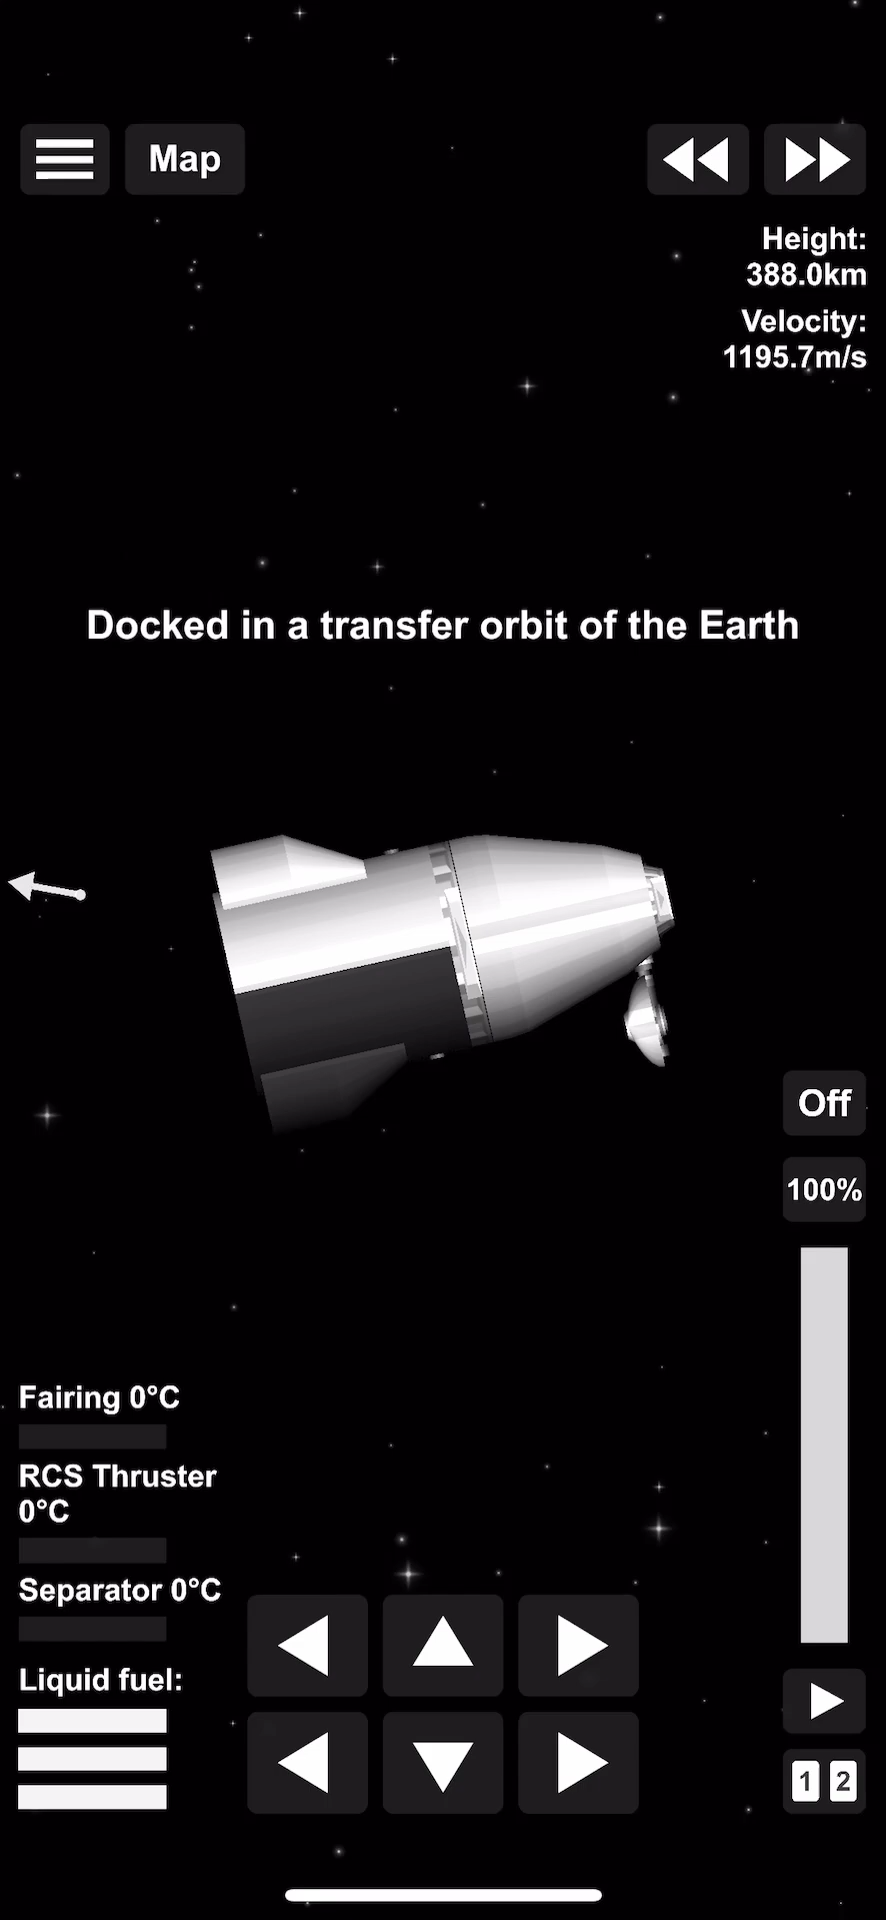 Map
Height:
388.0km
Velocity:
1195.7m/s
Docked in a transfer orbit of the Earth
Off
100%
Fairing 0°C
RCS Thruster
0°C
Separator 0°C
Liquid fuel:
1 2